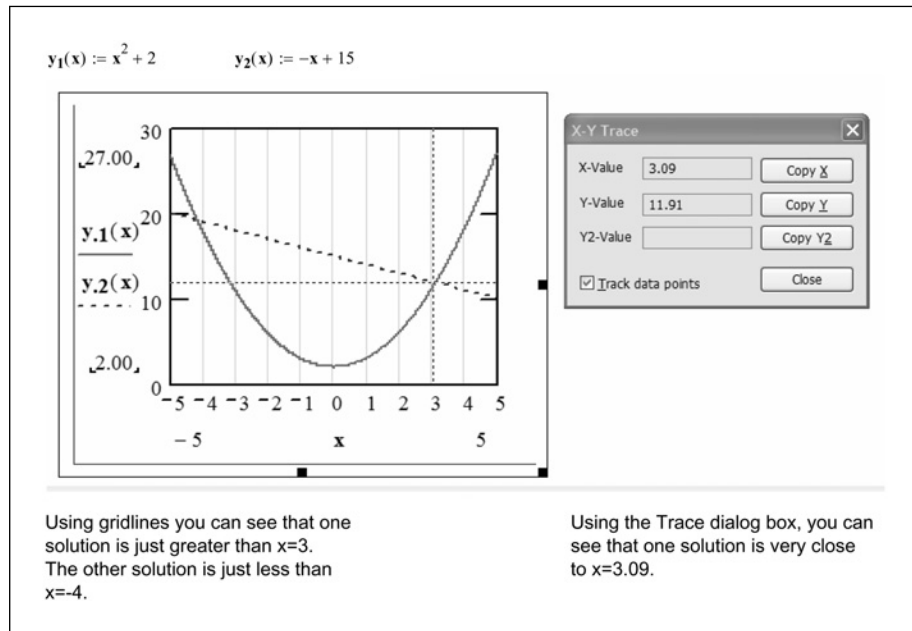 y1(x) := x² + 2 y2(x) := −x + 15
30
27.00
20
y.1(x)
y.2(x)
10
2.00
0
-5 -4 -3 -2 -1 0 1 2 3 4 5
− 5 x 5
X-Y Trace
X-Value 3.09 Copy X
Y-Value 11.91 Copy Y
Y2-Value Copy Y2
Track data points Close
Using gridlines you can see that one
solution is just greater than x=3.
The other solution is just less than
x=-4.
Using the Trace dialog box, you can
see that one solution is very close
to x=3.09.